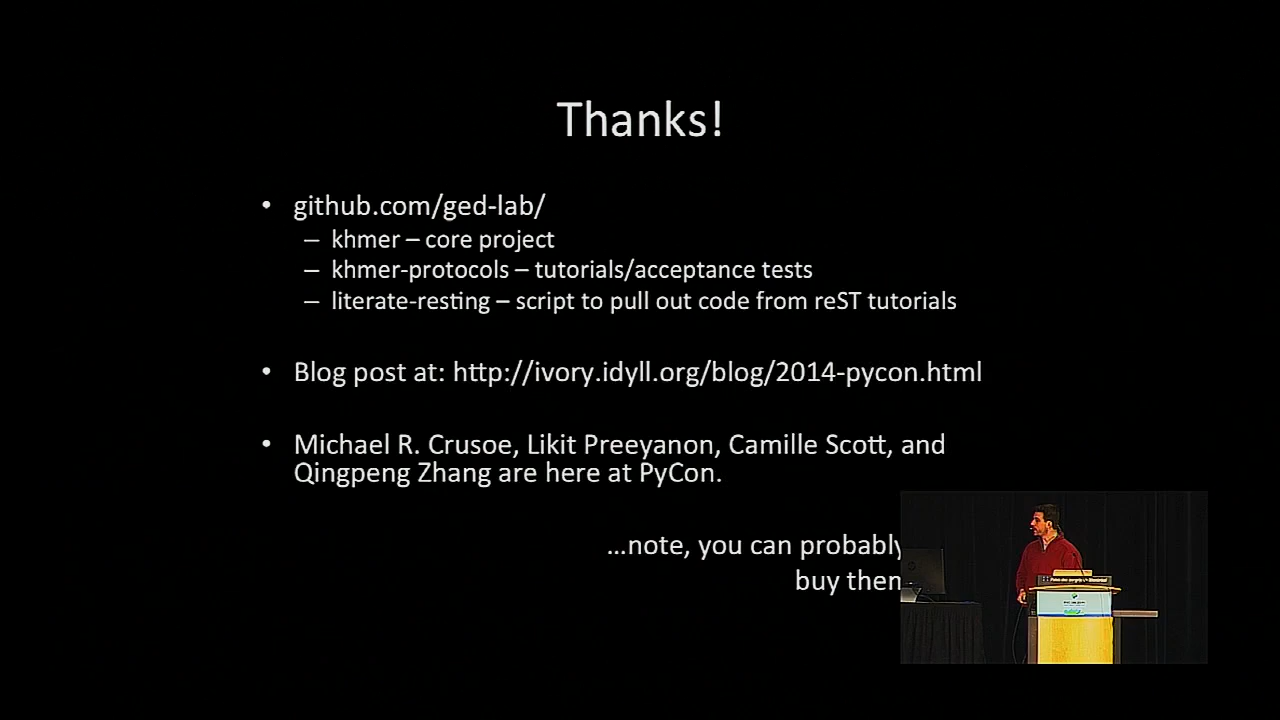 Thanks!
• github.com/ged-lab/
– khmer – core project
– khmer-protocols – tutorials/acceptance tests
– literate-resting – script to pull out code from reST tutorials
• Blog post at: http://ivory.idyll.org/blog/2014-pycon.html
• Michael R. Crusoe, Likit Preeyanon, Camille Scott, and
Qingpeng Zhang are here at PyCon.
…note, you can probably
buy